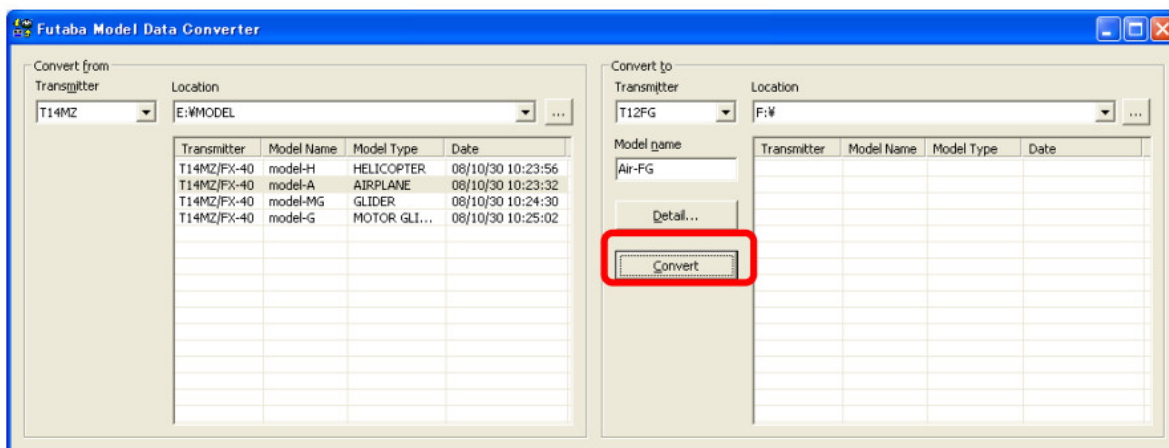 Futaba Model Data Converter
Convert from
Transmitter Location
T14MZ E:¥MODEL ...
Transmitter Model Name Model Type Date
T14MZ/FX-40 model-H HELICOPTER 08/10/30 10:23:56
T14MZ/FX-40 model-A AIRPLANE 08/10/30 10:23:32
T14MZ/FX-40 model-MG GLIDER 08/10/30 10:24:30
T14MZ/FX-40 model-G MOTOR GLI... 08/10/30 10:25:02
Convert to
Transmitter Location
T12FG F:¥ ...
Model name
Air-FG
Detail...
Convert
Transmitter Model Name Model Type Date